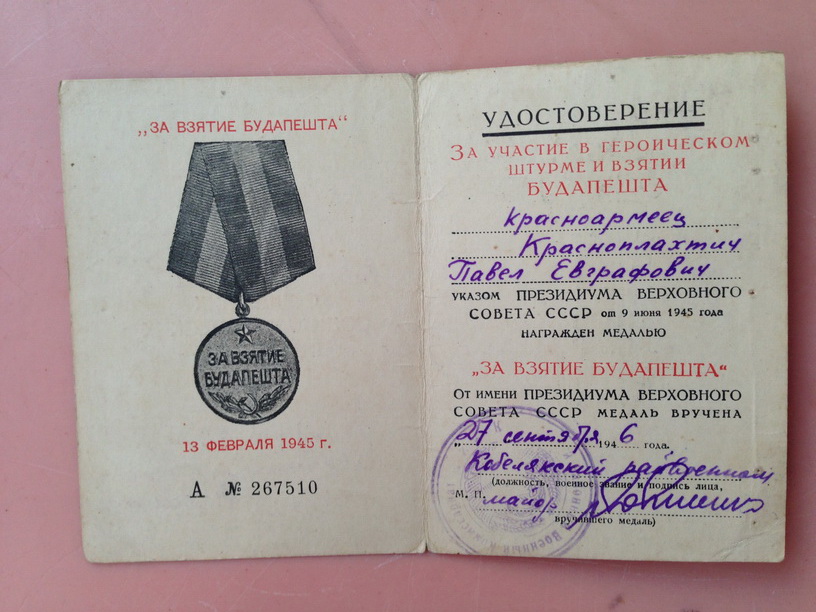 „ЗА ВЗЯТИЕ БУДАПЕШТА“
ЗА ВЗЯТИЕ
БУДАПЕШТА
13 ФЕВРАЛЯ 1945 г.
А № 267510
УДОСТОВЕРЕНИЕ
ЗА УЧАСТИЕ В ГЕРОИЧЕСКОМ
ШТУРМЕ И ВЗЯТИИ
БУДАПЕШТА
красноармеец
Красноплахтич
Павел Евграфович
УКАЗОМ ПРЕЗИДИУМА ВЕРХОВНОГО
СОВЕТА СССР от 9 июня 1945 года
НАГРАЖДЕН МЕДАЛЬЮ
„ЗА ВЗЯТИЕ БУДАПЕШТА“
От имени ПРЕЗИДИУМА ВЕРХОВНОГО
СОВЕТА СССР МЕДАЛЬ ВРУЧЕНА
„27 сентября 1946 года.
Кобелякский райвоенком
(должность, военное звание и подпись лица,
М. П. майор
вручившего медаль)